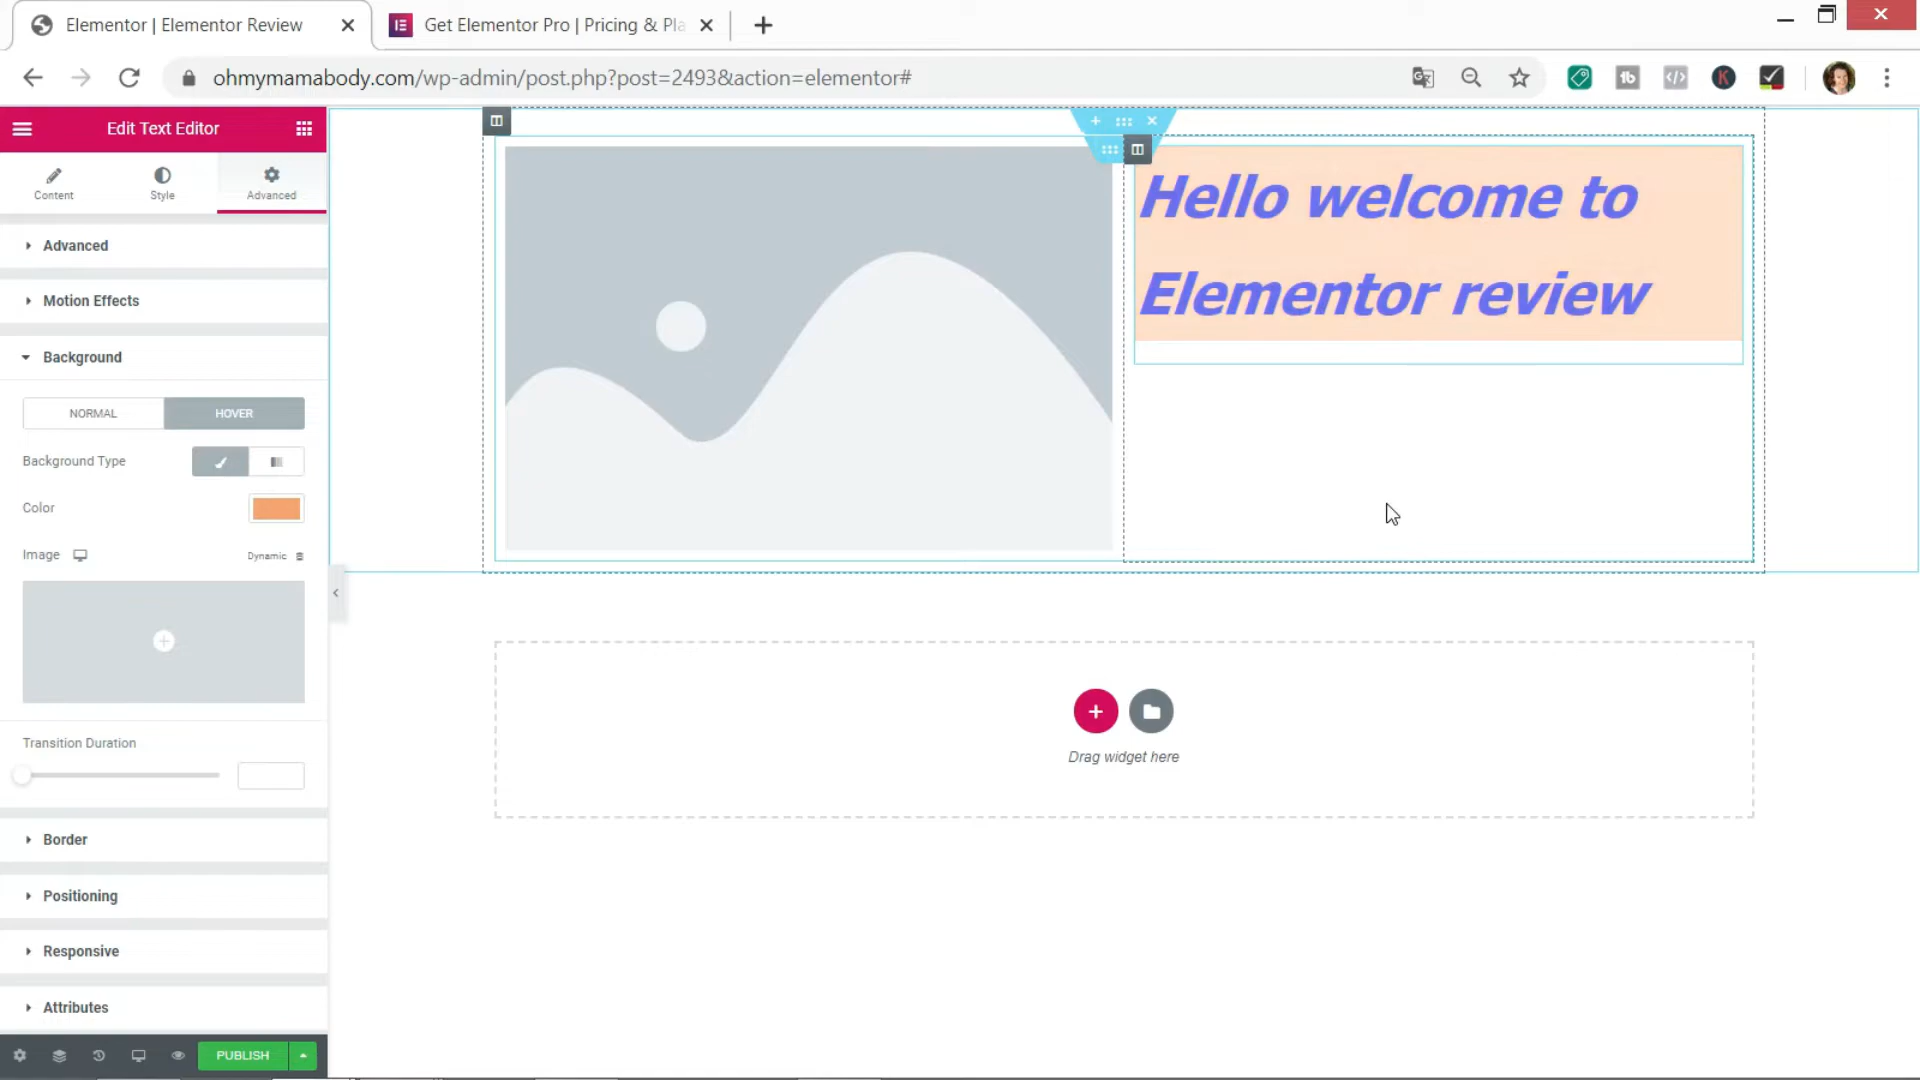 Elementor | Elementor Review
Get Elementor Pro | Pricing & Pla
ohmymamabody.com/wp-admin/post.php?post=2493&action=elementor#
Edit Text Editor
Content
Style
Advanced
Advanced
Motion Effects
Background
NORMAL
HOVER
Background Type
Color
Image
Dynamic
Transition Duration
Border
Positioning
Responsive
Attributes
PUBLISH
Hello welcome to
Elementor review
Drag widget here